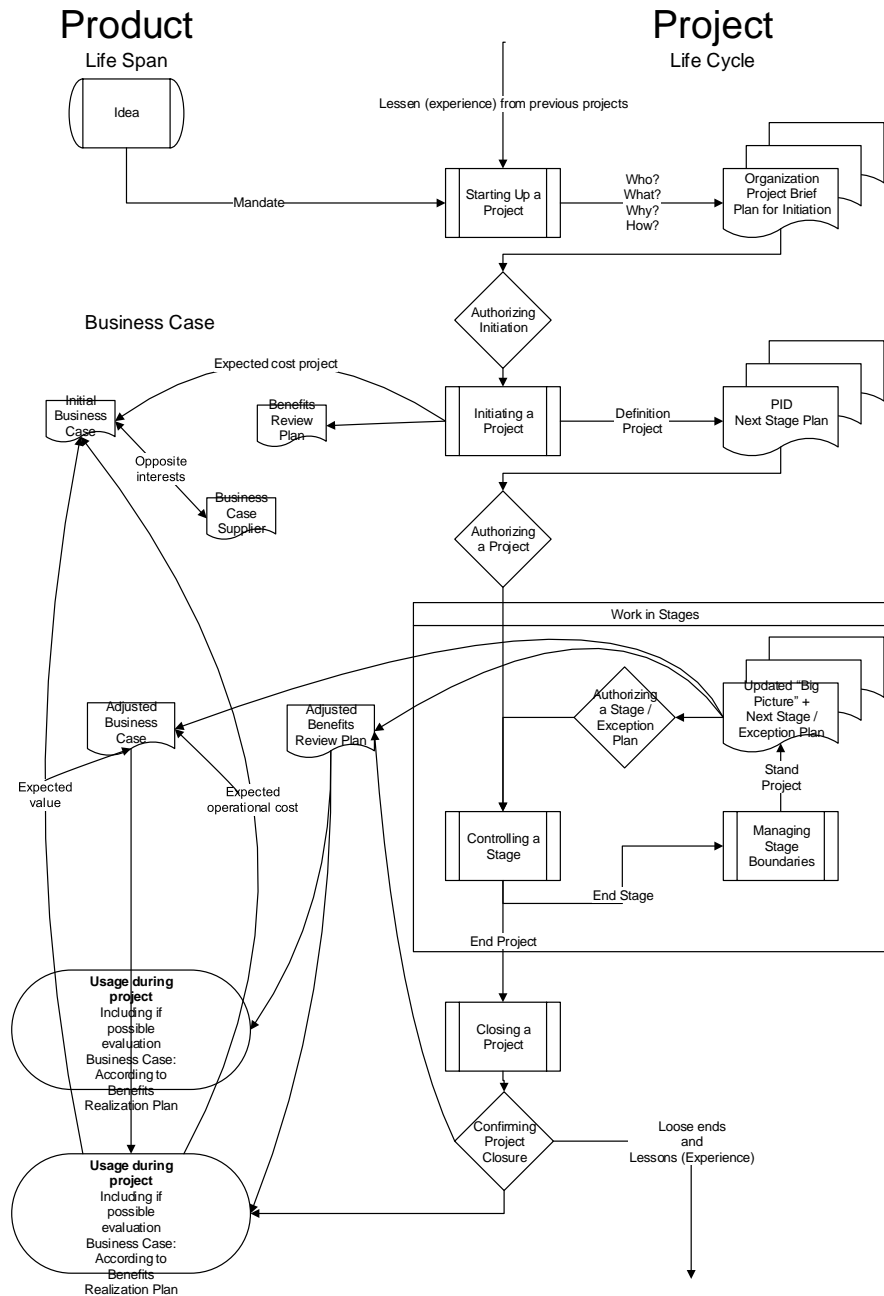 Product
Life Span
Project
Life Cycle
Idea
Lessen (experience) from previous projects
Mandate
Starting Up a
Project
Who?
What?
Why?
How?
Organization
Project Brief
Plan for Initiation
Authorizing
Initiation
Business Case
Expected cost project
Initial
Business
Case
Benefits
Review
Plan
Initiating a
Project
Definition
Project
PID
Next Stage Plan
Opposite
interests
Business
Case
Supplier
Authorizing
a Project
Work in Stages
Adjusted
Business
Case
Adjusted
Benefits
Review Plan
Authorizing
a Stage /
Exception
Plan
Updated “Big
Picture” +
Next Stage /
Exception Plan
Stand
Project
Expected
value
Expected
operational cost
Controlling a
Stage
Managing
Stage
Boundaries
End Stage
End Project
Usage during
project
Including if
possible
evaluation
Business Case:
According to
Benefits
Realization Plan
Closing a
Project
Confirming
Project
Closure
Loose ends
and
Lessons (Experience)
Usage during
project
Including if
possible
evaluation
Business Case:
According to
Benefits
Realization Plan